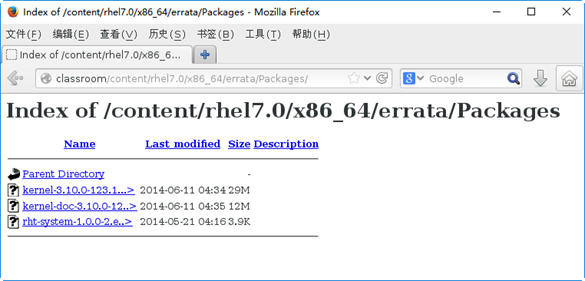 Index of /content/rhel7.0/x86_64/errata/Packages - Mozilla Firefox
文件(F) 编辑(E) 查看(V) 历史(S) 书签(B) 工具(T) 帮助(H)
Index of /content/rhel7.0/x86_6...
classroom/content/rhel7.0/x86_64/errata/Packages/ Google
Index of /content/rhel7.0/x86_64/errata/Packages
Name Last modified Size Description
Parent Directory -
kernel-3.10.0-123.1...> 2014-06-11 04:34 29M
kernel-doc-3.10.0-12..> 2014-06-11 04:35 12M
rht-system-1.0.0-2.e..> 2014-05-21 04:16 3.9K